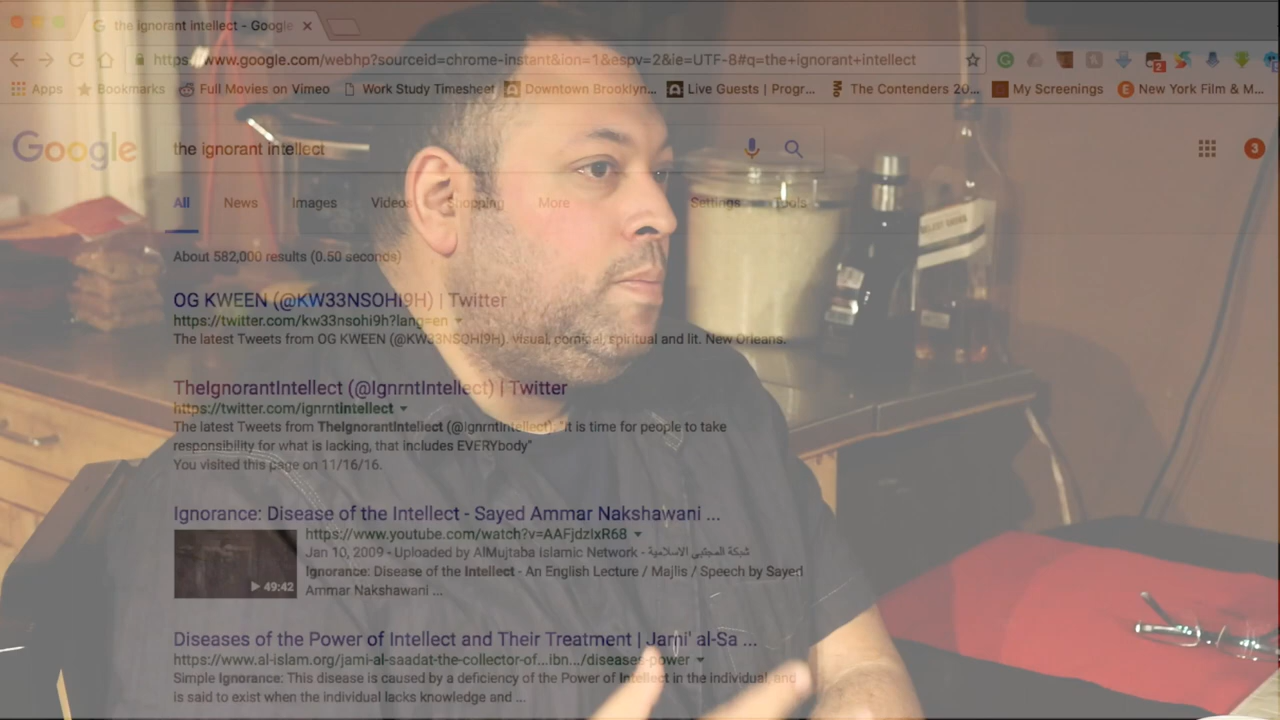 the ignorant intellect - Google
https://www.google.com/webhp?sourceid=chrome-instant&ion=1&espv=2&ie=UTF-8#q=the+ignorant+intellect
Apps Bookmarks Full Movies on Vimeo Work Study Timesheet Downtown Brooklyn... Live Guests | Progr... The Contenders 20... My Screenings New York Film & M...
Google the ignorant intellect 3
All News Images Videos Shopping More Settings Tools
About 582,000 results (0.50 seconds)
OG KWEEN (@KW33NSOHI9H) | Twitter
https://twitter.com/kw33nsohi9h?lang=en
The latest Tweets from OG KWEEN (@KW33NSOHI9H). visual, comical, spiritual and lit. New Orleans.
TheIgnorantIntellect (@IgnrntIntellect) | Twitter
https://twitter.com/ignrntintellect
The latest Tweets from TheIgnorantIntellect (@ignrntintellect). "It is time for people to take
responsibility for what is lacking, that includes EVERYbody"
You visited this page on 11/16/16.
Ignorance: Disease of the Intellect - Sayed Ammar Nakshawani ...
https://www.youtube.com/watch?v=AAFjdzIxR68
Jan 10, 2009 - Uploaded by AlMujtaba Islamic Network - شبكة المجتبى الاسلامية
Ignorance: Disease of the Intellect - An English Lecture / Majlis / Speech by Sayed
49:42
Ammar Nakshawani ...
Diseases of the Power of Intellect and Their Treatment | Jami' al-Sa ...
https://www.al-islam.org/jami-al-saadat-the-collector-of...ibn.../diseases-power
Simple Ignorance: This disease is caused by a deficiency of the Power of Intellect in the individual, and
is said to exist when the individual lacks knowledge and ...